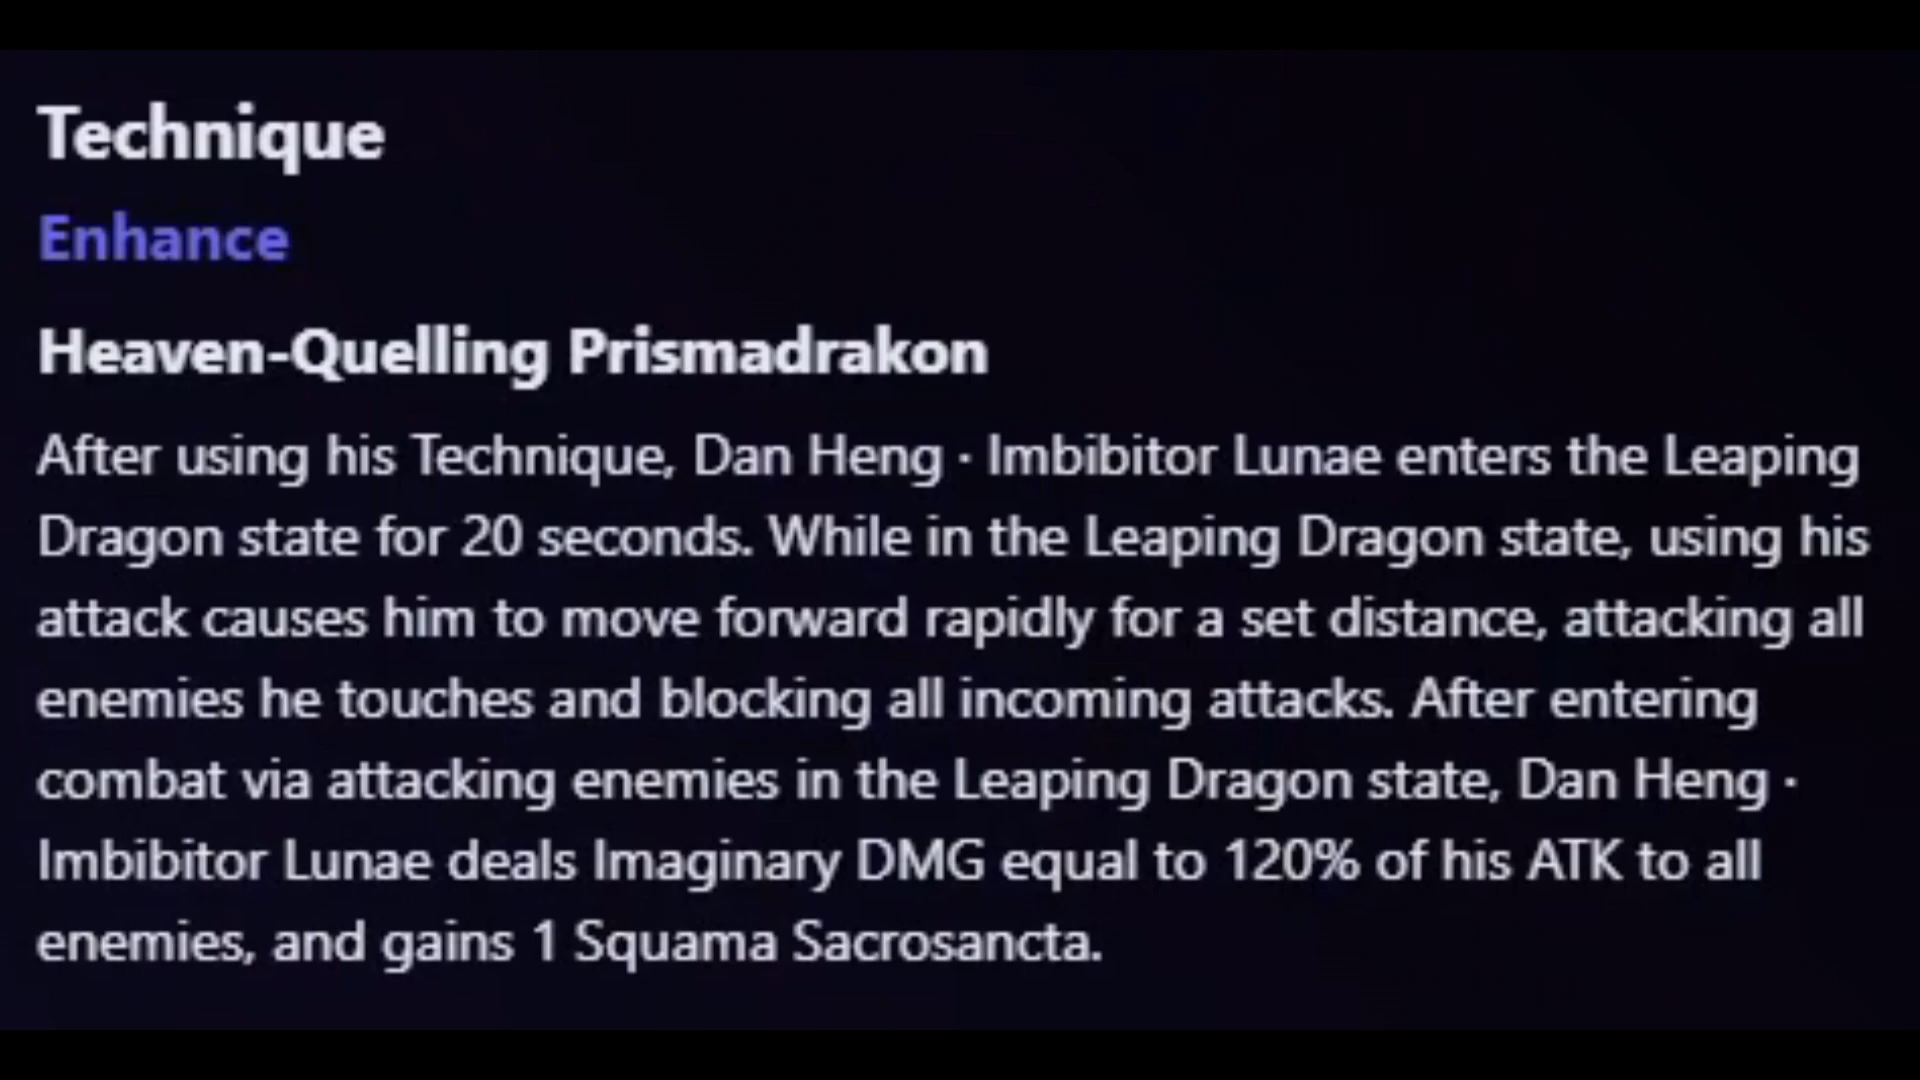 Technique
Enhance
Heaven-Quelling Prismadrakon
After using his Technique, Dan Heng · Imbibitor Lunae enters the Leaping
Dragon state for 20 seconds. While in the Leaping Dragon state, using his
attack causes him to move forward rapidly for a set distance, attacking all
enemies he touches and blocking all incoming attacks. After entering
combat via attacking enemies in the Leaping Dragon state, Dan Heng ·
Imbibitor Lunae deals Imaginary DMG equal to 120% of his ATK to all
enemies, and gains 1 Squama Sacrosancta.